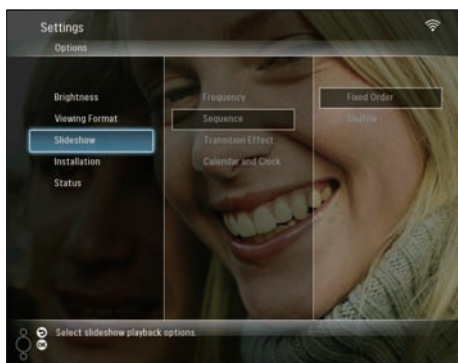 Settings
Options
Brightness
Viewing Format
Slideshow
Installation
Status
Frequency
Sequence
Transition Effect
Calendar and Clock
Fixed Order
Shuffle
Select slideshow playback options.
OK